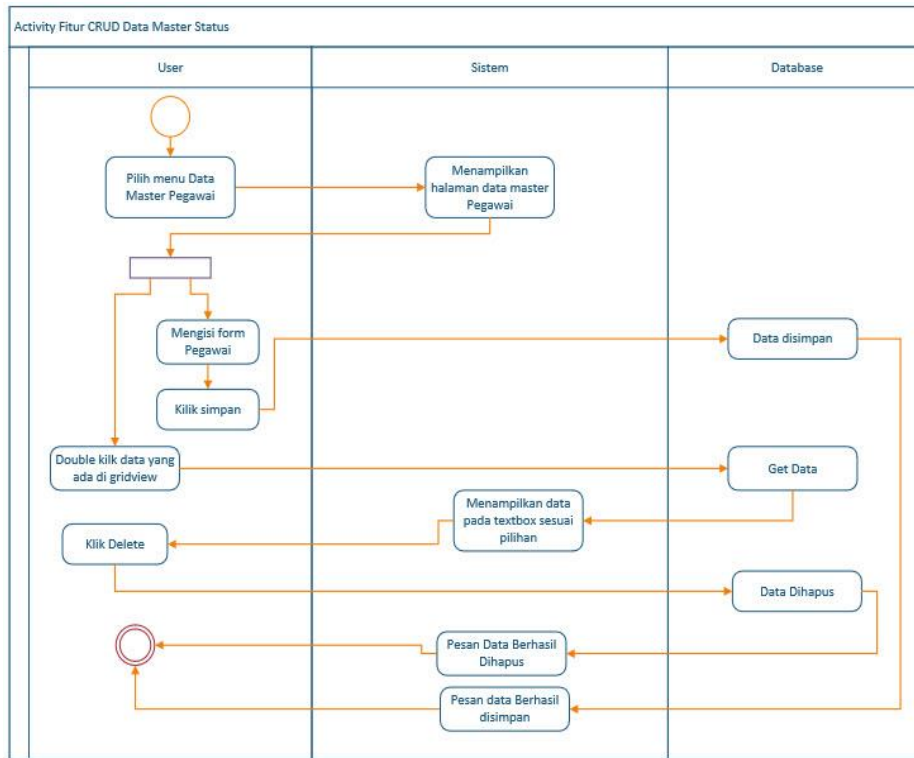 Activity Fitur CRUD Data Master Status
User
Sistem
Database
Pilih menu Data
Master Pegawai
Menampilkan
halaman data master
Pegawai
Mengisi form
Pegawai
Data disimpan
Kilik simpan
Double kilk data yang
ada di gridview
Get Data
Menampilkan data
pada textbox sesuai
pilihan
Klik Delete
Data Dihapus
Pesan Data Berhasil
Dihapus
Pesan data Berhasil
disimpan